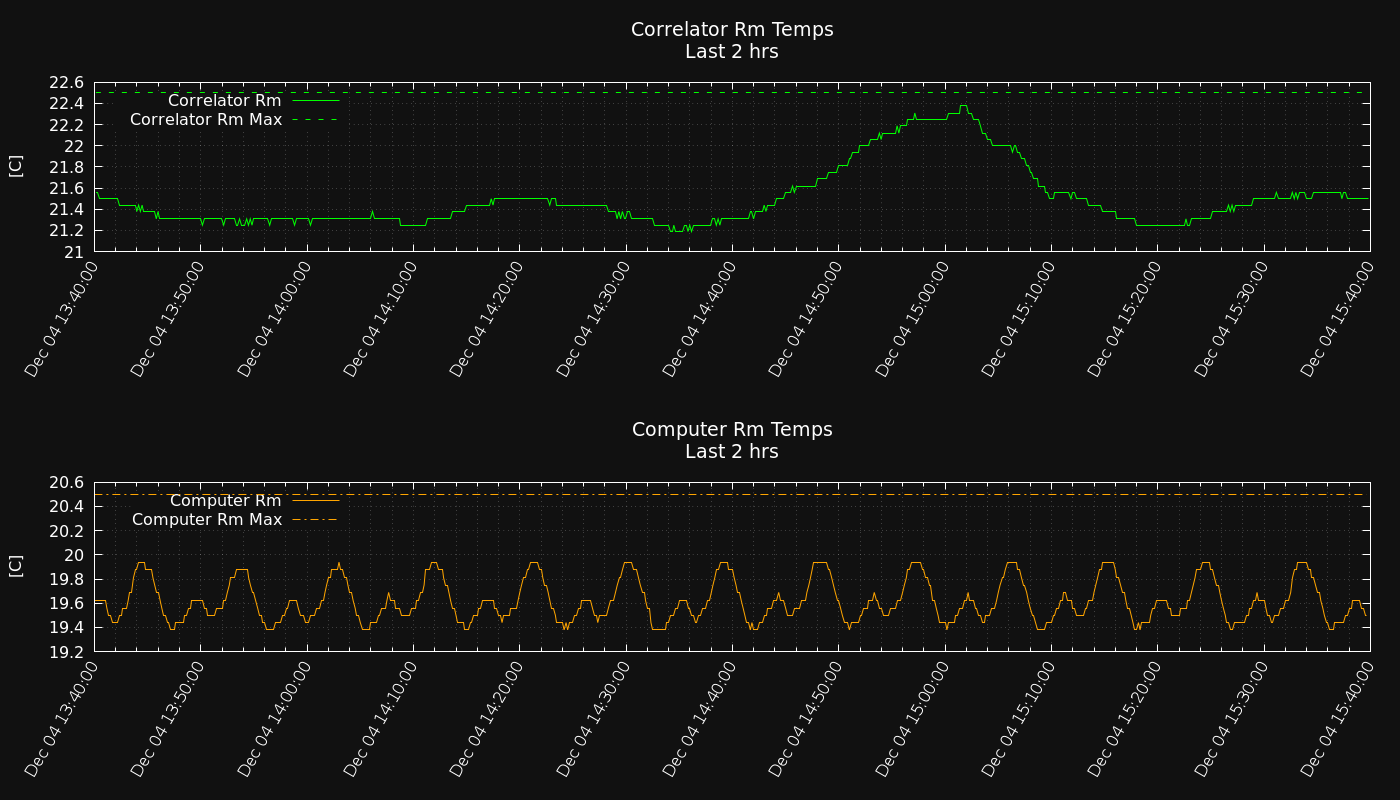 Correlator Rm Temps
Last 2 hrs
[C]
22.6
22.4
22.2
22
21.8
21.6
21.4
21.2
21
Correlator Rm
Correlator Rm Max
Dec 04 13:40:00
Dec 04 13:50:00
Dec 04 14:00:00
Dec 04 14:10:00
Dec 04 14:20:00
Dec 04 14:30:00
Dec 04 14:40:00
Dec 04 14:50:00
Dec 04 15:00:00
Dec 04 15:10:00
Dec 04 15:20:00
Dec 04 15:30:00
Dec 04 15:40:00
Computer Rm Temps
Last 2 hrs
[C]
20.6
20.4
20.2
20
19.8
19.6
19.4
19.2
Computer Rm
Computer Rm Max
Dec 04 13:40:00
Dec 04 13:50:00
Dec 04 14:00:00
Dec 04 14:10:00
Dec 04 14:20:00
Dec 04 14:30:00
Dec 04 14:40:00
Dec 04 14:50:00
Dec 04 15:00:00
Dec 04 15:10:00
Dec 04 15:20:00
Dec 04 15:30:00
Dec 04 15:40:00